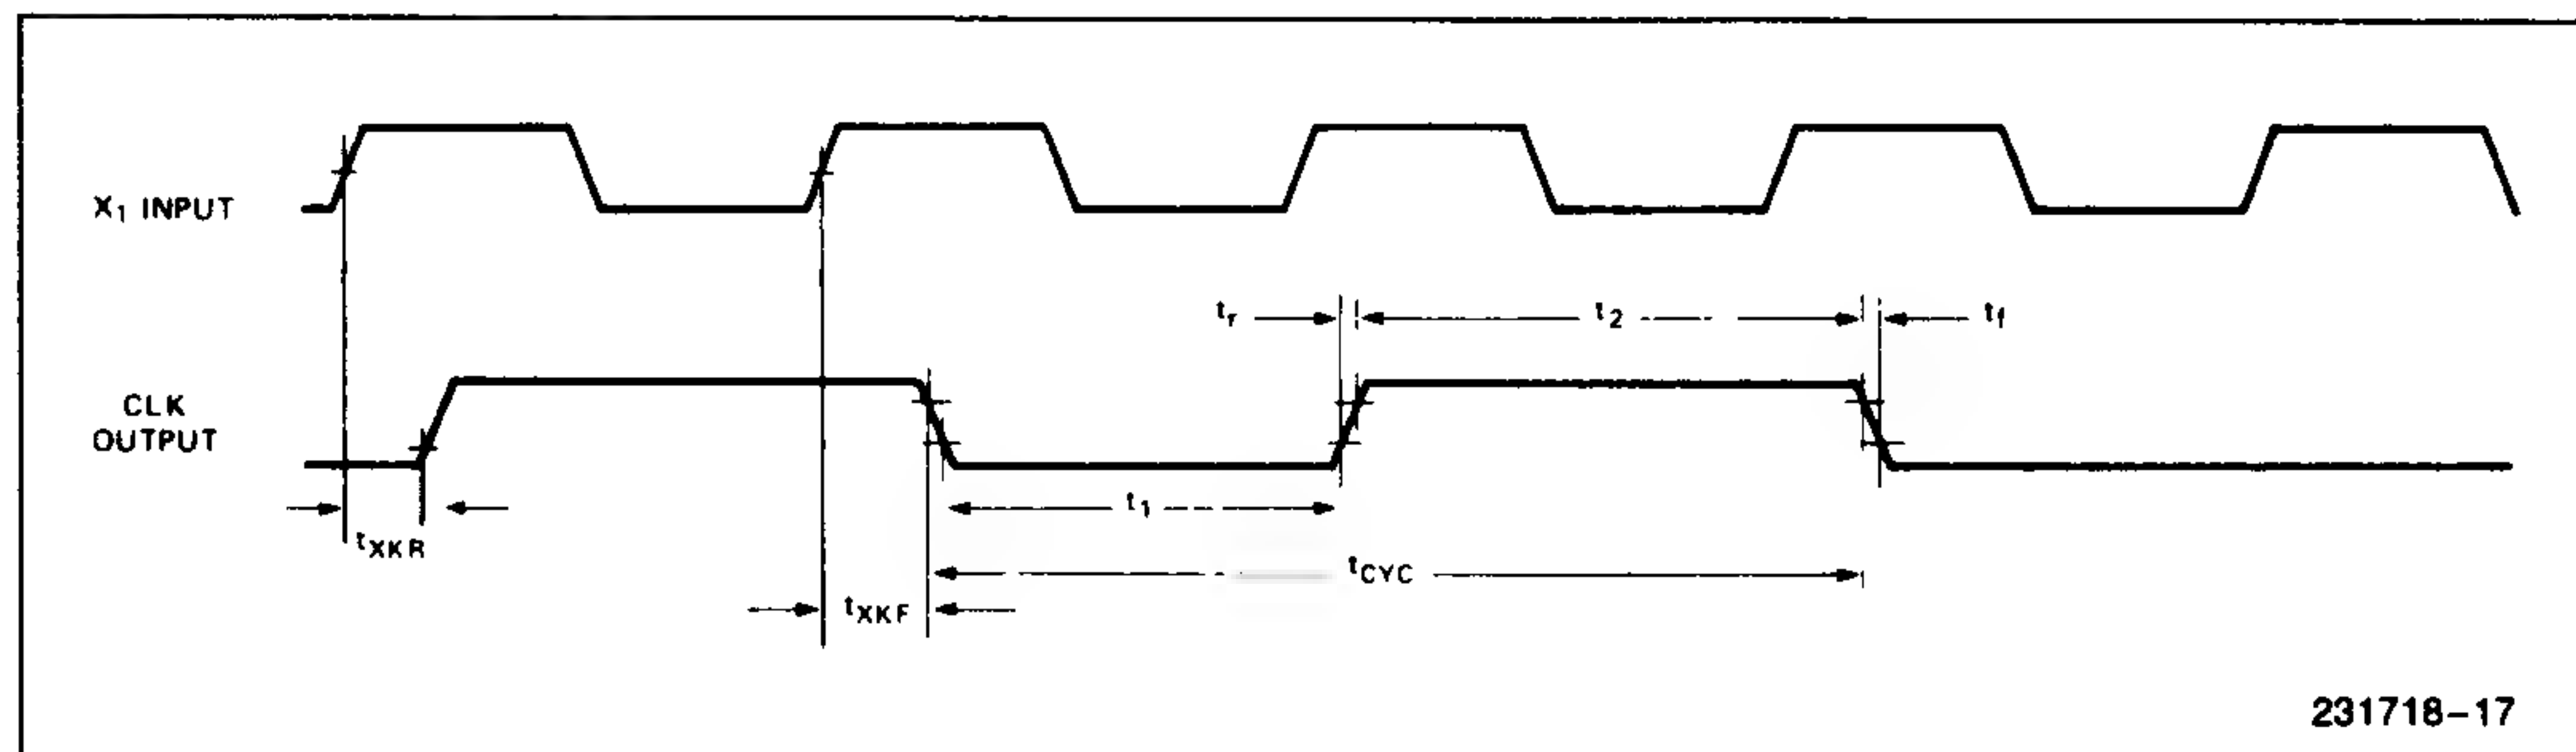 X₁ INPUT
tr
t₂
tf
CLK
OUTPUT
t₁
tXKR
tCYC
tXKF
231718-17